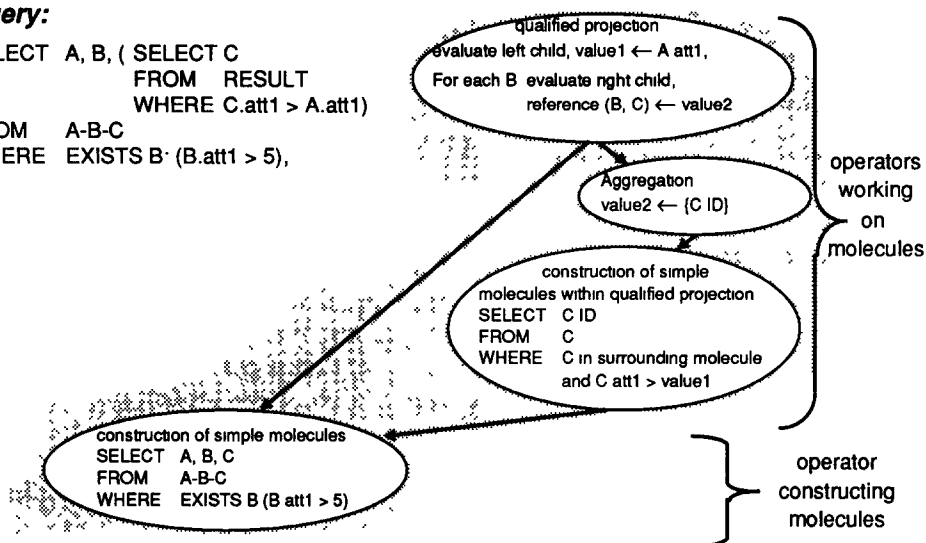 ery:
LECT A, B, ( SELECT C
FROM RESULT
WHERE C.att1 > A.att1)
OM A-B-C
ERE EXISTS B· (B.att1 > 5),
qualified projection
evaluate left child, value1 ← A att1,
For each B evaluate right child,
reference (B, C) ← value2
Aggregation
value2 ← {C ID}
construction of simple
molecules within qualified projection
SELECT C ID
FROM C
WHERE C in surrounding molecule
and C att1 > value1
construction of simple molecules
SELECT A, B, C
FROM A-B-C
WHERE EXISTS B (B att1 > 5)
operators
working
on
molecules
operator
constructing
molecules